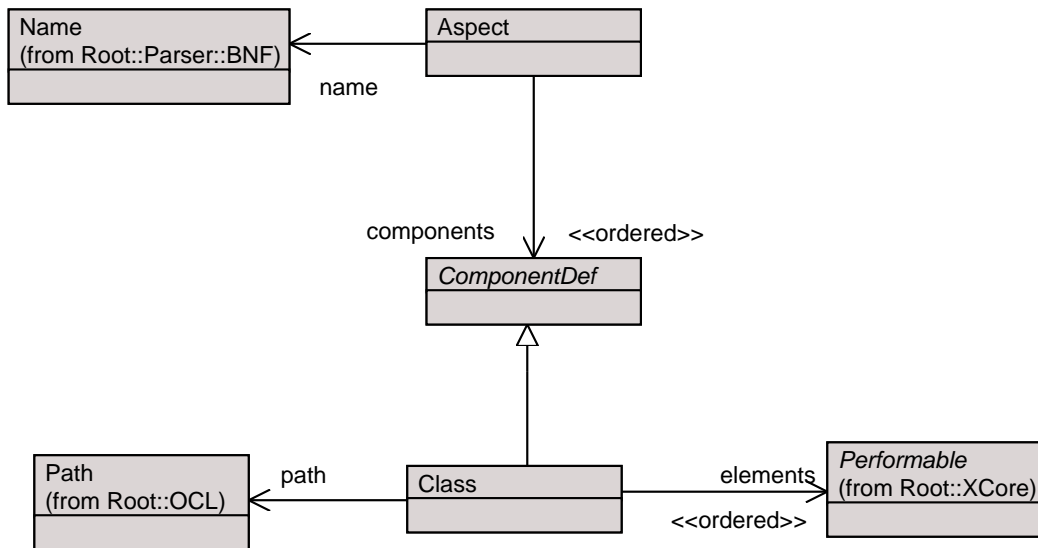 Name
(from Root::Parser::BNF)
Aspect
name
components
<<ordered>>
ComponentDef
Path
(from Root::OCL)
path
Class
elements
<<ordered>>
Performable
(from Root::XCore)